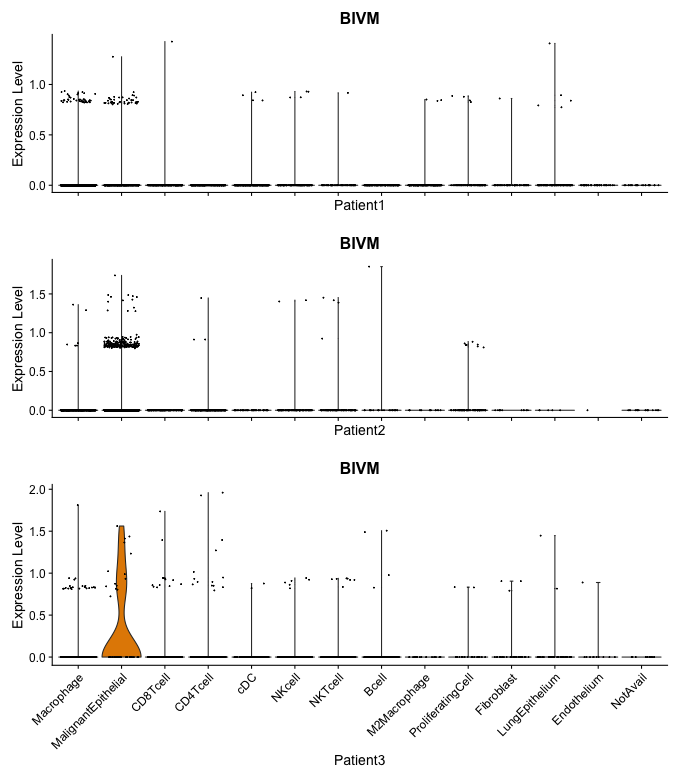 BIVM
Expression Level
1.0
0.5
0.0
Patient1
BIVM
Expression Level
1.5
1.0
0.5
0.0
Patient2
BIVM
Expression Level
2.0
1.5
1.0
0.5
0.0
Macrophage MalignantEpithelial CD8Tcell CD4Tcell cDC NKcell NKTcell Bcell M2Macrophage ProliferatingCell Fibroblast LungEpithelium Endothelium NotAvail
Patient3